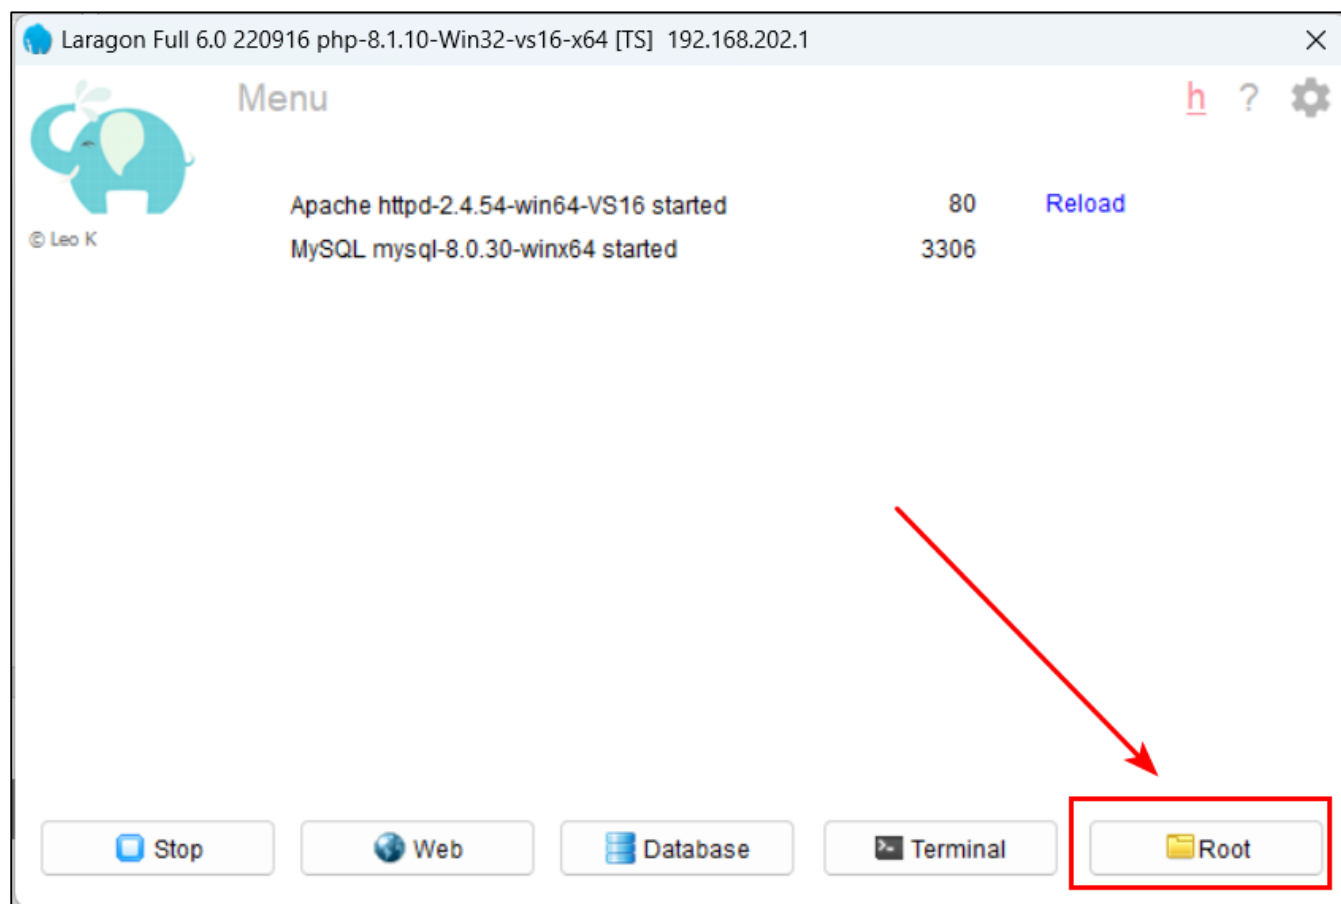 Laragon Full 6.0 220916 php-8.1.10-Win32-vs16-x64 [TS] 192.168.202.1
Menu h ?
Apache httpd-2.4.54-win64-VS16 started 80 Reload
© Leo K
MySQL mysql-8.0.30-winx64 started 3306
Stop Web Database Terminal Root